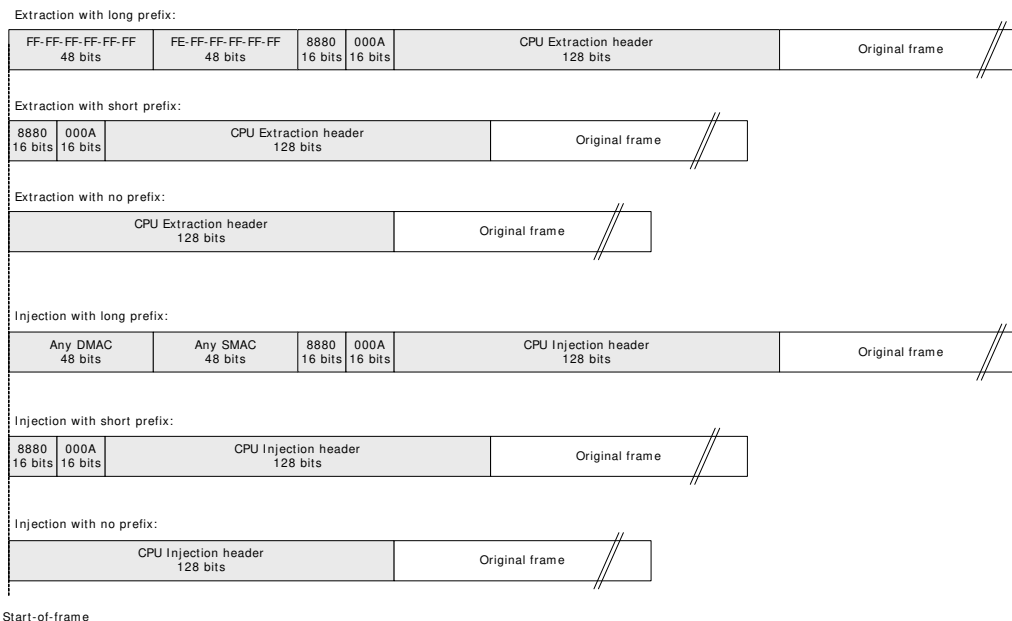 Extraction with long prefix:
FF-FF-FF-FF-FF-FF FE-FF-FF-FF-FF-FF 8880 000A CPU Extraction header Original frame
48 bits 48 bits 16 bits 16 bits 128 bits
Extraction with short prefix:
8880 000A CPU Extraction header Original frame
16 bits 16 bits 128 bits
Extraction with no prefix:
CPU Extraction header Original frame
128 bits
Injection with long prefix:
Any DMAC Any SMAC 8880 000A CPU Injection header Original frame
48 bits 48 bits 16 bits 16 bits 128 bits
Injection with short prefix:
8880 000A CPU Injection header Original frame
16 bits 16 bits 128 bits
Injection with no prefix:
CPU Injection header Original frame
128 bits
Start-of-frame